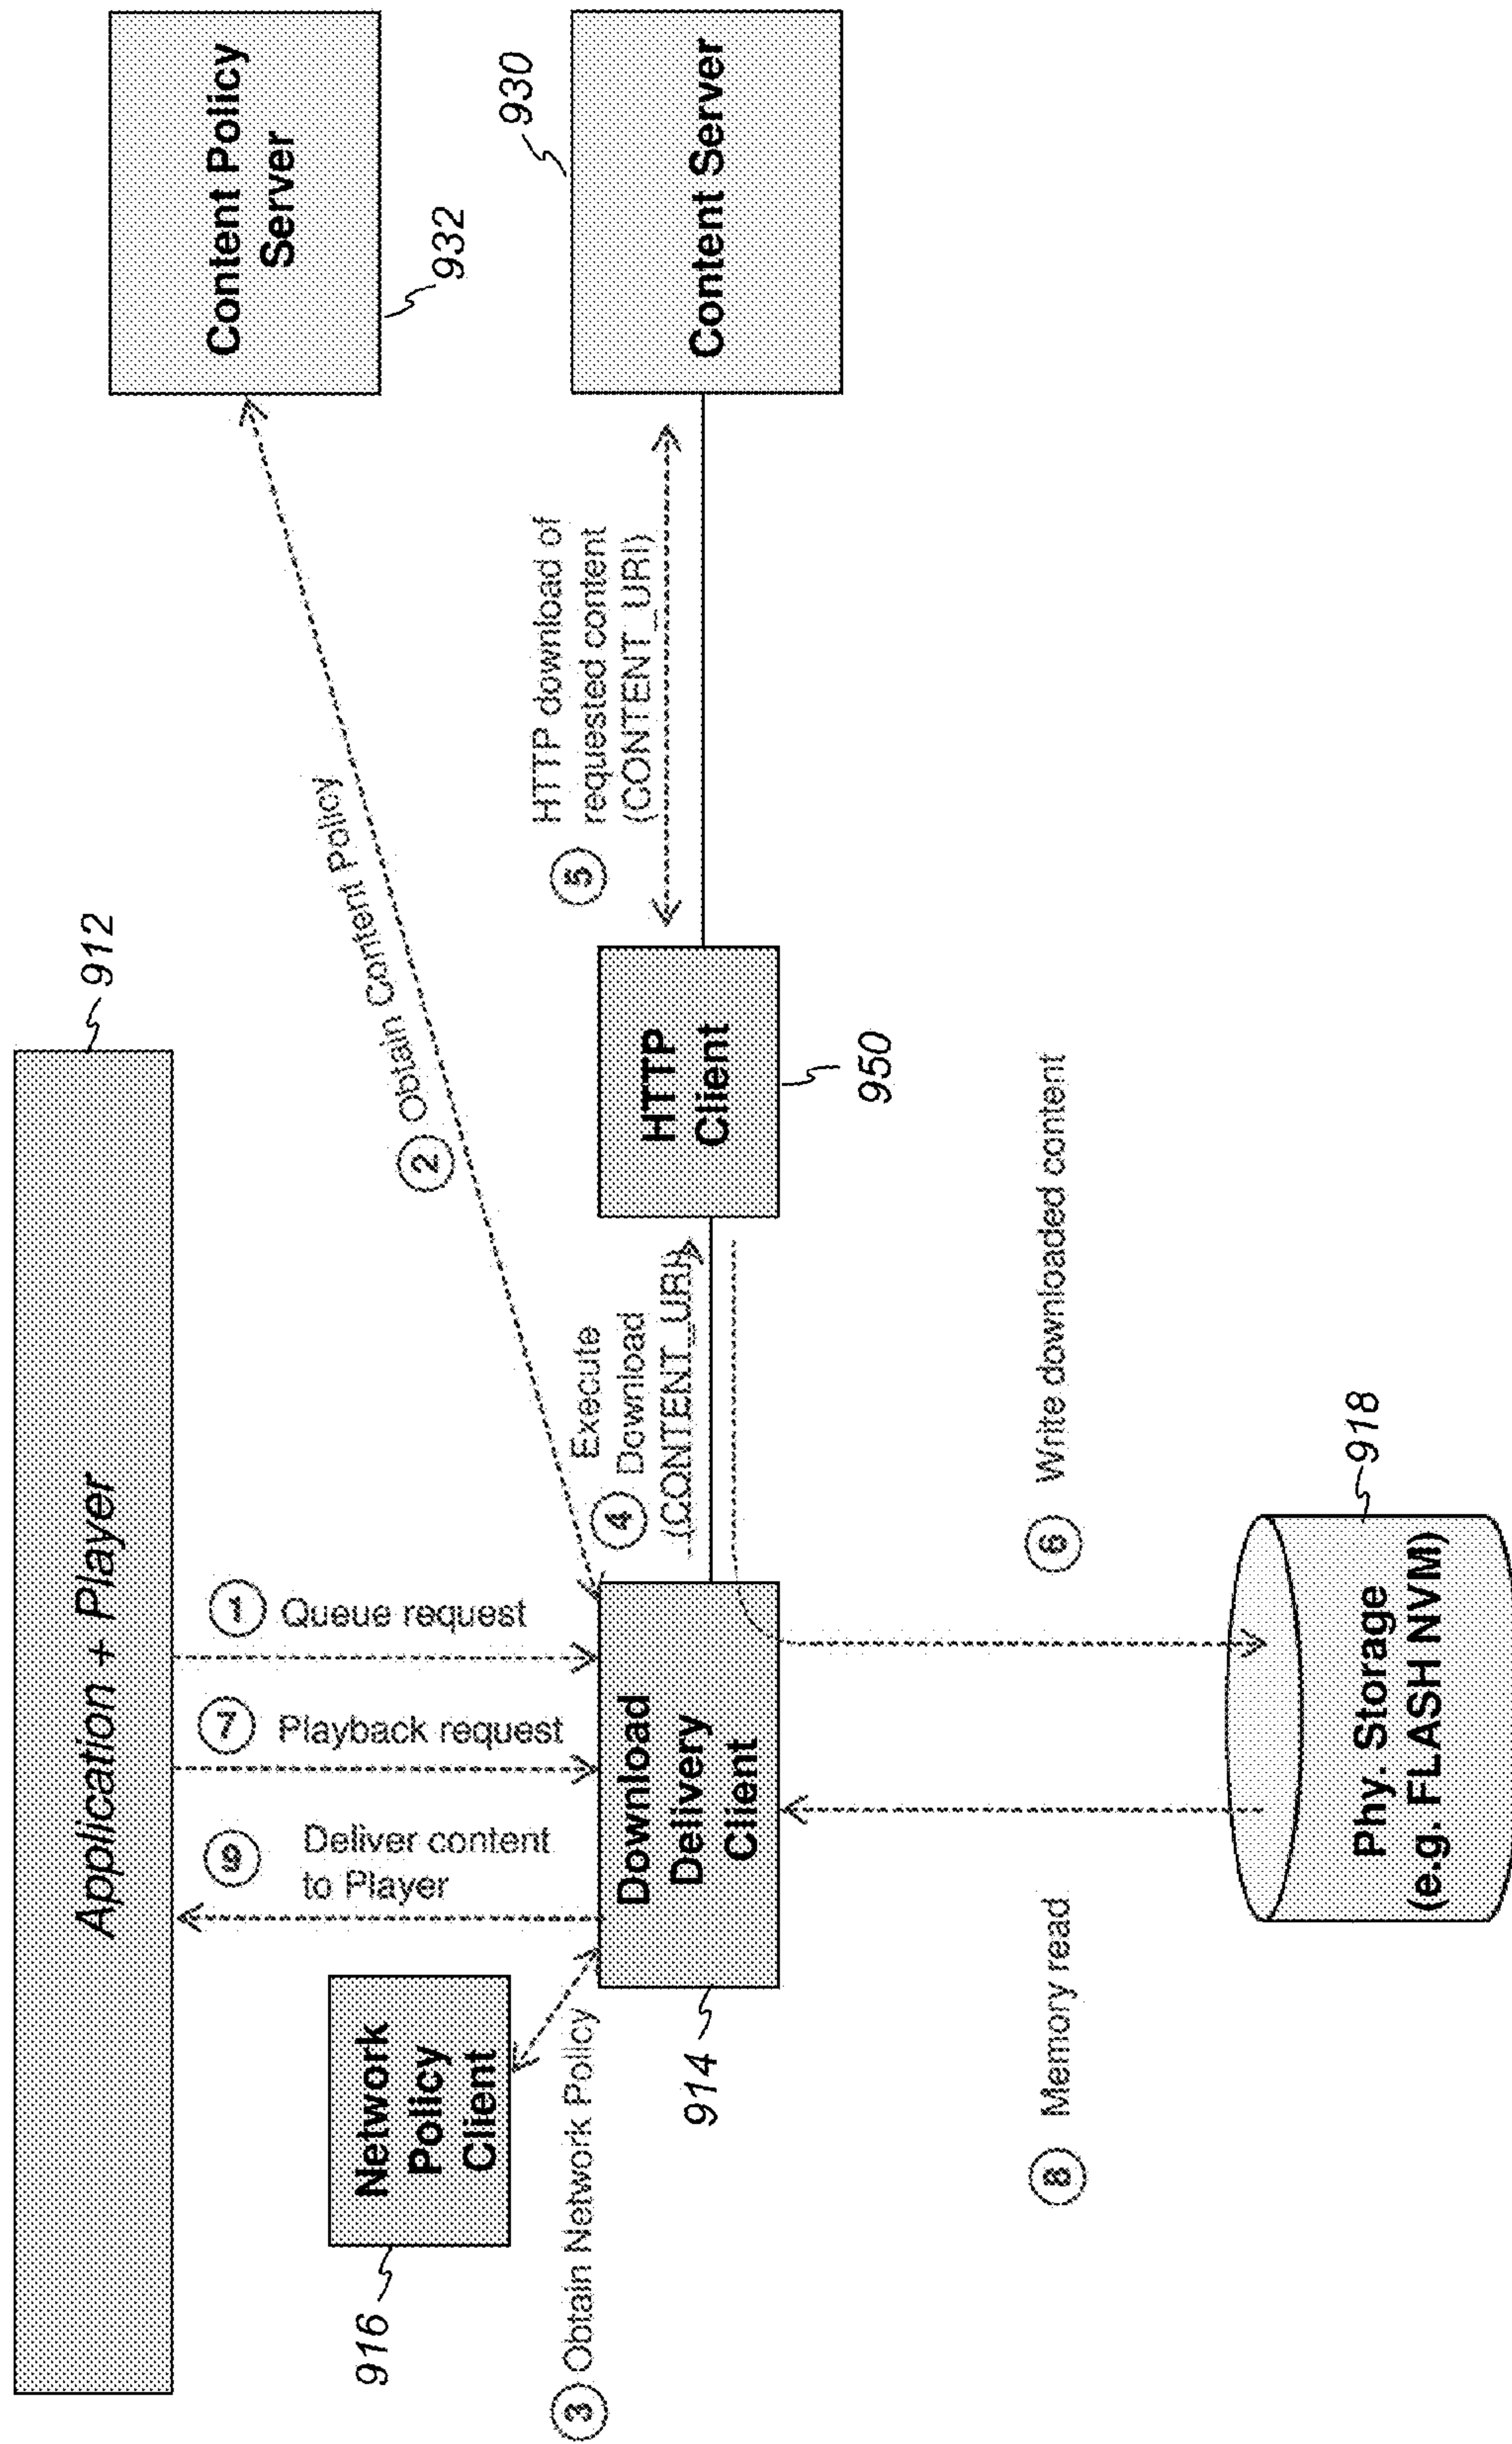 Application + Player
912
Content Policy
Server
932
930
Content Server
2 Obtain Content Policy
5 HTTP download of
requested content
(CONTENT_URI)
HTTP
Client
950
1 Queue request
7 Playback request
9 Deliver content
to Player
Execute
4 Download
(CONTENT_URI)
Network
Policy
Client
916
3 Obtain Network Policy
Download
Delivery
Client
914
6 Write downloaded content
8 Memory read
Phy. Storage
(e.g. FLASH NVM)
918